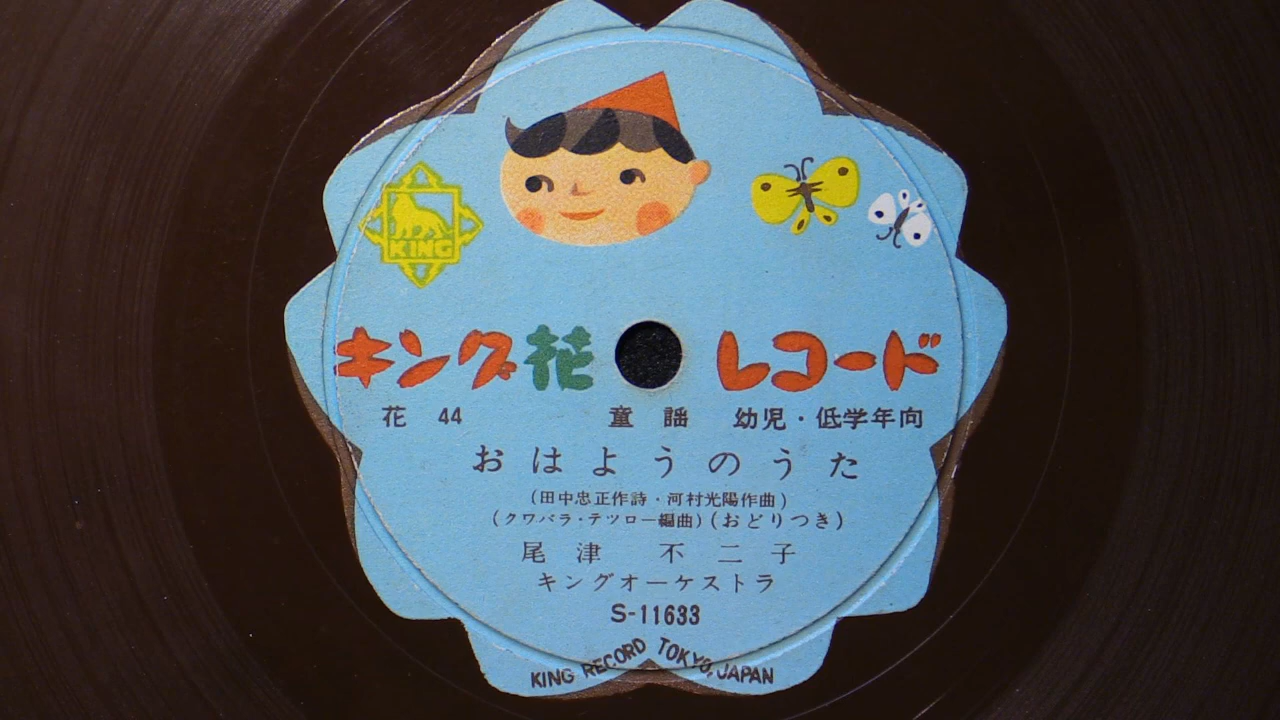 KING
キング花レコード
花 44 童謡 幼児・低学年向
おはようのうた
(田中忠正作詩・河村光陽作曲)
(クワバラ・テツロー編曲)(おどりつき)
尾津 不二子
キングオーケストラ
S-11633
KING RECORD TOKYO, JAPAN